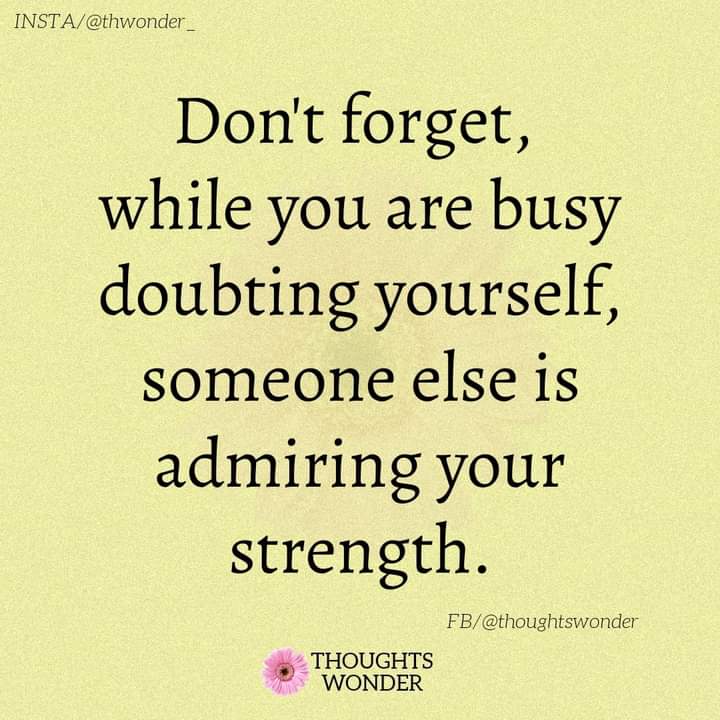 INSTA/@thwonder_
Don't forget,
while you are busy
doubting yourself,
someone else is
admiring your
strength.
FB/@thoughtswonder
THOUGHTS
WONDER